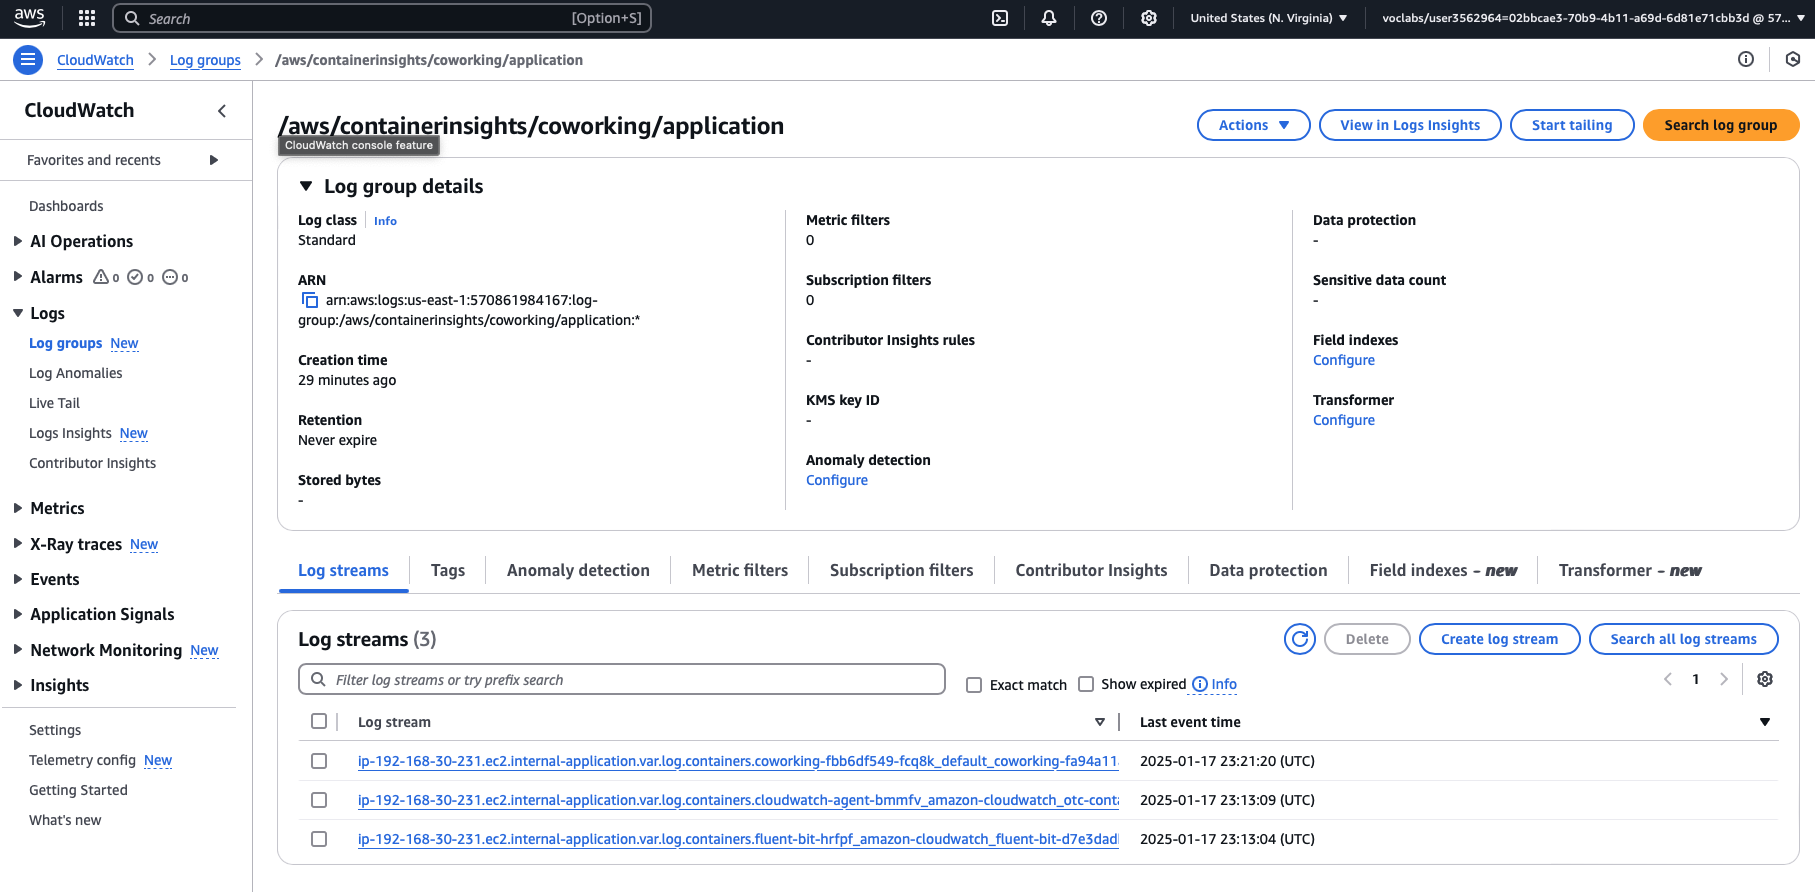 aws
Search
[Option+S]
United States (N. Virginia)
voclabs/user3562964=02bbcae3-70b9-4b11-a69d-6d81e71cbb3d @ 57...
CloudWatch
Log groups
/aws/containerinsights/coworking/application
CloudWatch
Favorites and recents
Dashboards
AI Operations
Alarms 0 0 0
Logs
Log groups New
Log Anomalies
Live Tail
Logs Insights New
Contributor Insights
Metrics
X-Ray traces New
Events
Application Signals
Network Monitoring New
Insights
Settings
Telemetry config New
Getting Started
What's new
/aws/containerinsights/coworking/application
CloudWatch console feature
Actions
View in Logs Insights
Start tailing
Search log group
Log group details
Log class Info
Standard
ARN
arn:aws:logs:us-east-1:570861984167:log-
group:/aws/containerinsights/coworking/application:*
Creation time
29 minutes ago
Retention
Never expire
Stored bytes
-
Metric filters
0
Subscription filters
0
Contributor Insights rules
-
KMS key ID
-
Anomaly detection
Configure
Data protection
-
Sensitive data count
-
Field indexes
Configure
Transformer
Configure
Log streams
Tags
Anomaly detection
Metric filters
Subscription filters
Contributor Insights
Data protection
Field indexes - new
Transformer - new
Log streams (3)
Delete
Create log stream
Search all log streams
Filter log streams or try prefix search
Exact match
Show expired
Info
1
Log stream
Last event time
ip-192-168-30-231.ec2.internal-application.var.log.containers.coworking-fbb6df549-fcq8k_default_coworking-fa94a11
2025-01-17 23:21:20 (UTC)
ip-192-168-30-231.ec2.internal-application.var.log.containers.cloudwatch-agent-bmmfv_amazon-cloudwatch_otc-conta
2025-01-17 23:13:09 (UTC)
ip-192-168-30-231.ec2.internal-application.var.log.containers.fluent-bit-hrfpf_amazon-cloudwatch_fluent-bit-d7e3dad
2025-01-17 23:13:04 (UTC)